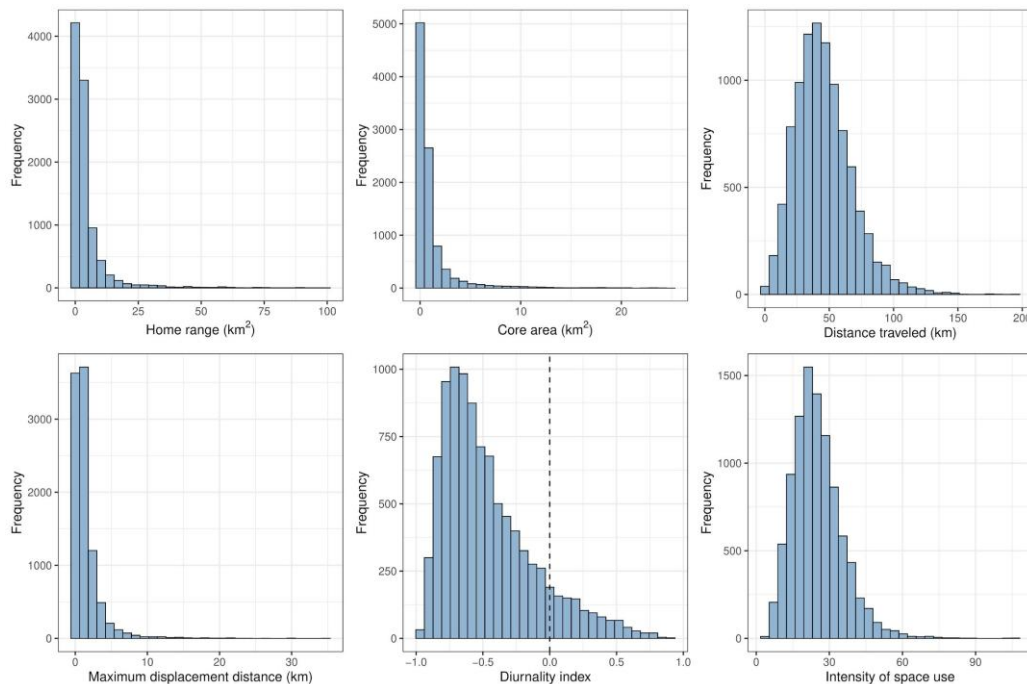 Frequency
4000
3000
2000
1000
0
0 25 50 75 100
Home range (km²)
Frequency
5000
4000
3000
2000
1000
0
0 10 20
Core area (km²)
Frequency
1000
500
0
0 50 100 150 200
Distance traveled (km)
Frequency
3000
2000
1000
0
0 10 20 30
Maximum displacement distance (km)
Frequency
1000
750
500
250
0
−1.0 −0.5 0.0 0.5 1.0
Diurnality index
Frequency
1500
1000
500
0
0 30 60 90
Intensity of space use